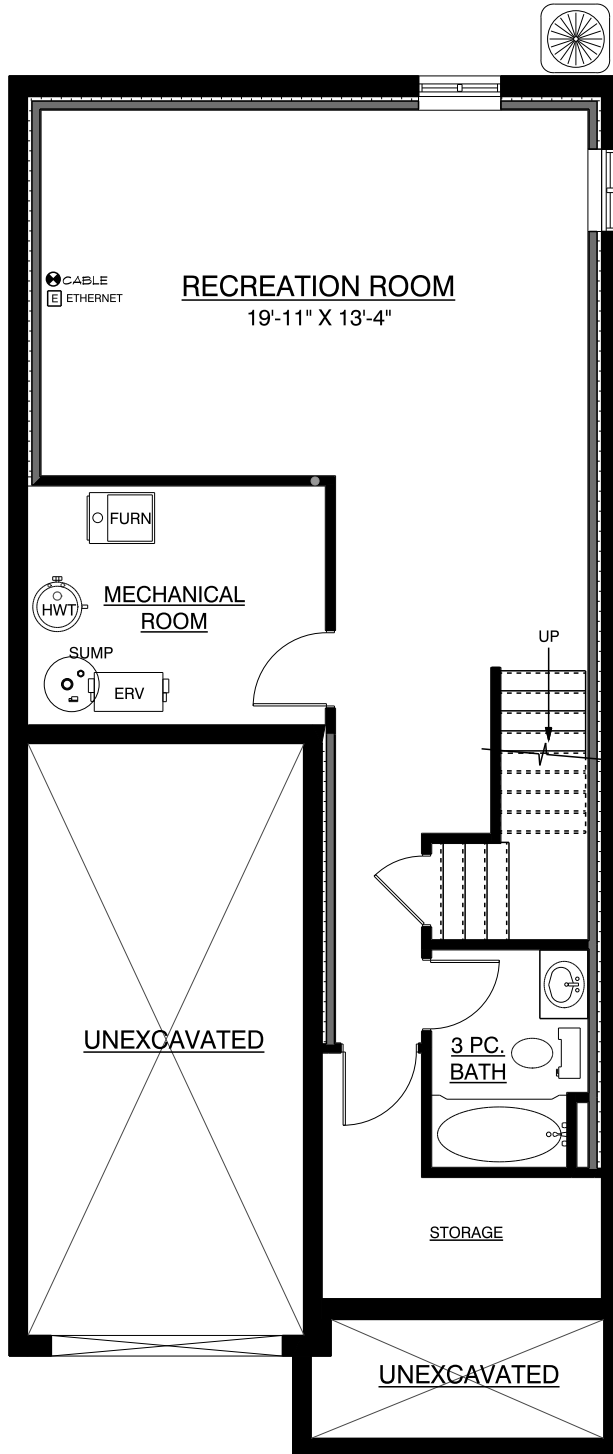 CABLE
E ETHERNET
RECREATION ROOM
19'-11" X 13'-4"
FURN
HWT
MECHANICAL
ROOM
SUMP
ERV
UP
UNEXCAVATED
3 PC.
BATH
STORAGE
UNEXCAVATED